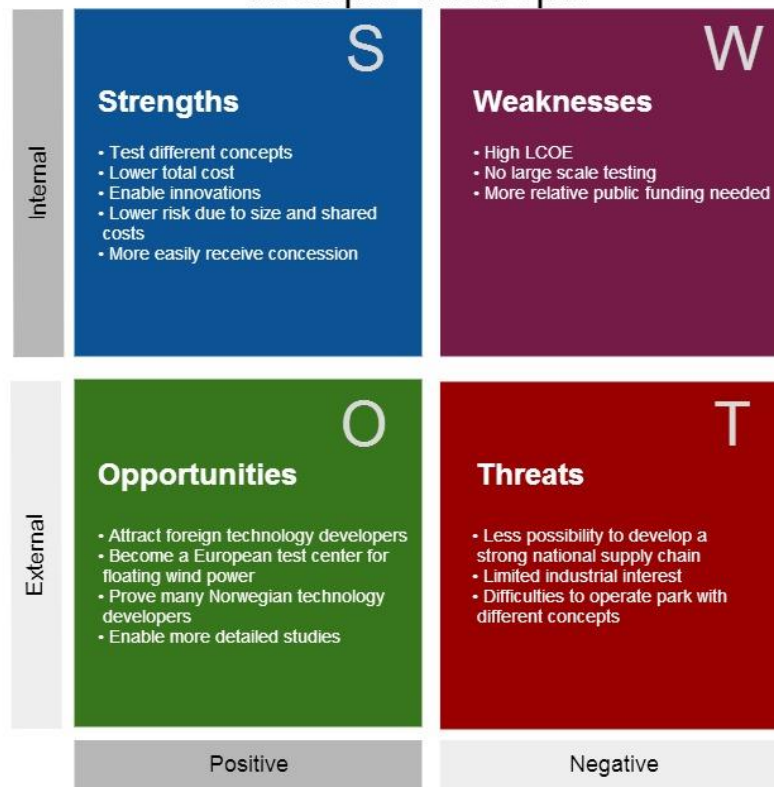 S
Strengths
• Test different concepts
• Lower total cost
• Enable innovations
• Lower risk due to size and shared
costs
• More easily receive concession
W
Weaknesses
• High LCOE
• No large scale testing
• More relative public funding needed
Internal
O
Opportunities
• Attract foreign technology developers
• Become a European test center for
floating wind power
• Prove many Norwegian technology
developers
• Enable more detailed studies
T
Threats
• Less possibility to develop a
strong national supply chain
• Limited industrial interest
• Difficulties to operate park with
different concepts
External
Positive
Negative